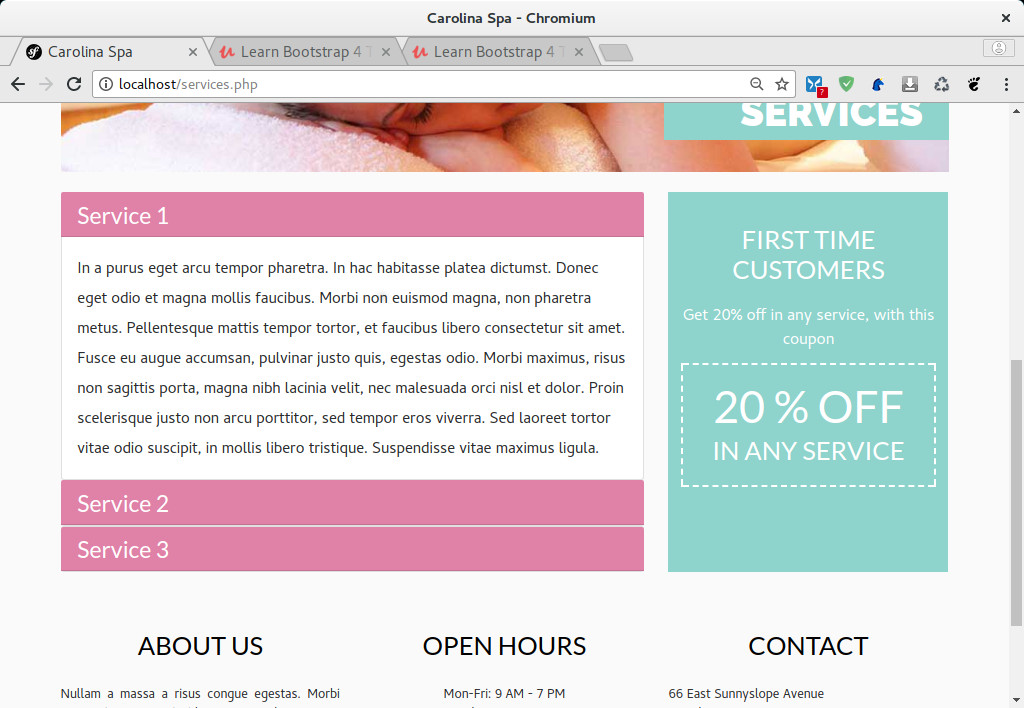 Carolina Spa - Chromium
Carolina Spa
Learn Bootstrap 4 T
Learn Bootstrap 4 T
localhost/services.php
SERVICES
Service 1
In a purus eget arcu tempor pharetra. In hac habitasse platea dictumst. Donec
eget odio et magna mollis faucibus. Morbi non euismod magna, non pharetra
metus. Pellentesque mattis tempor tortor, et faucibus libero consectetur sit amet.
Fusce eu augue accumsan, pulvinar justo quis, egestas odio. Morbi maximus, risus
non sagittis porta, magna nibh lacinia velit, nec malesuada orci nisl et dolor. Proin
scelerisque justo non arcu porttitor, sed tempor eros viverra. Sed laoreet tortor
vitae odio suscipit, in mollis libero tristique. Suspendisse vitae maximus ligula.
Service 2
Service 3
FIRST TIME
CUSTOMERS
Get 20% off in any service, with this
coupon
20 % OFF
IN ANY SERVICE
ABOUT US
Nullam a massa a risus congue egestas. Morbi
OPEN HOURS
Mon-Fri: 9 AM - 7 PM
CONTACT
66 East Sunnyslope Avenue